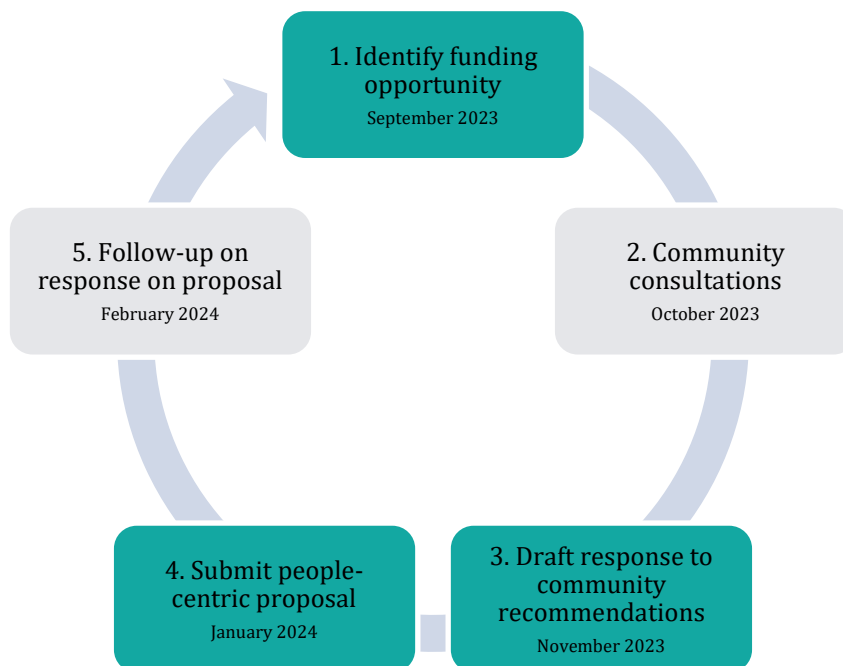 1. Identify funding
opportunity
September 2023
2. Community
consultations
October 2023
3. Draft response to
community
recommendations
November 2023
4. Submit people-
centric proposal
January 2024
5. Follow-up on
response on proposal
February 2024